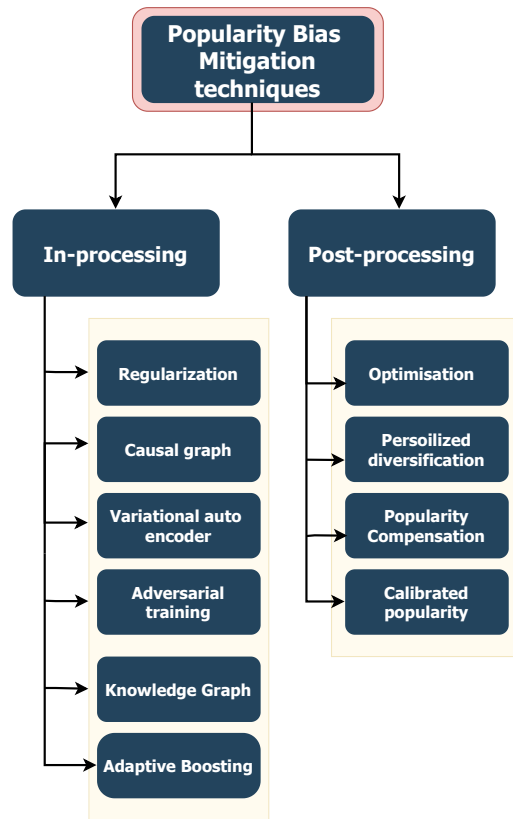 Popularity Bias
Mitigation
techniques
In-processing
Post-processing
Regularization
Causal graph
Variational auto
encoder
Adversarial
training
Knowledge Graph
Adaptive Boosting
Optimisation
Persoilized
diversification
Popularity
Compensation
Calibrated
popularity